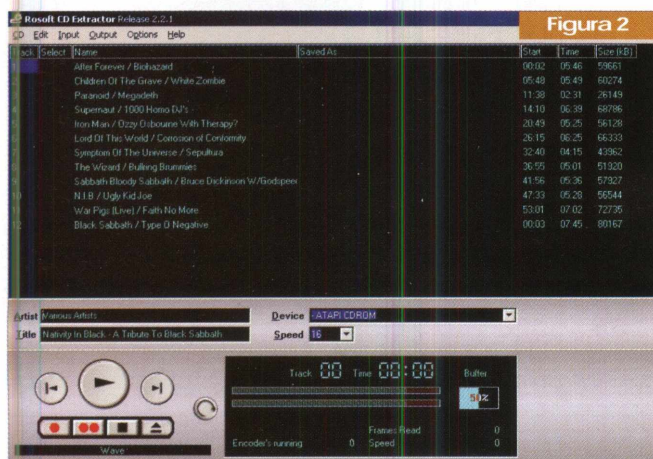 Rosoft CD Extractor Release 2.2.1
Figura 2
CD Edit Input Output Options Help
Track Select Name Saved As Start Time Size (kB)
After Forever / Biohazard 00:02 05:46 59661
Children Of The Grave / White Zombie 05:48 05:49 60274
Paranoid / Megadeth 11:38 02:31 26149
Supernaut / 1000 Homo DJ's 14:10 06:39 68786
Iron Man / Ozzy Osbourne With Therapy? 20:49 05:25 56128
Lord Of This World / Corrosion of Conformity 26:15 06:25 66333
Symptom Of The Universe / Sepultura 32:40 04:15 43962
The Wizard / Bullring Brummies 36:55 05:01 51920
Sabbath Bloody Sabbath / Bruce Dickinson W/Godspeed 41:56 05:36 57927
10 N.I.B / Ugly Kid Joe 47:33 05:28 56544
War Pigs (Live) / Faith No More 53:01 07:02 72735
12 Black Sabbath / Type O Negative 00:03 07:45 80167
Artist Various Artists Device -ATAPI CDROM
Title Nativity In Black - A Tribute To Black Sabbath Speed 16
Track 00 Time 00:00 Buffer
50%
Frames Read 0
Encoder's running 0 Speed 0
Wave